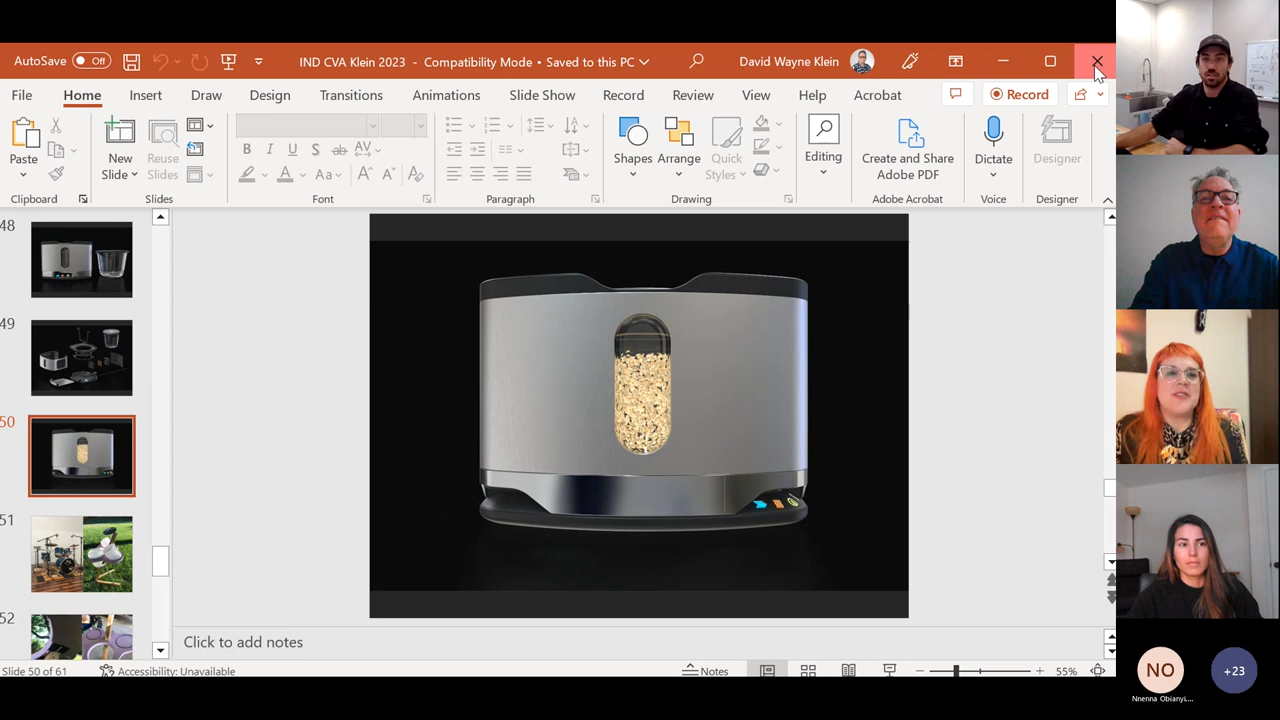 AutoSave Off IND CVA Klein 2023 - Compatibility Mode • Saved to this PC David Wayne Klein
File Home Insert Draw Design Transitions Animations Slide Show Record Review View Help Acrobat Record
Paste
New
Slide
Reuse
Slides
B I U S ab AV
A Aa A A A
Shapes Arrange Quick
Styles
Editing
Create and Share
Adobe PDF
Dictate
Designer
Clipboard Slides Font Paragraph Drawing Adobe Acrobat Voice Designer
48
49
50
51
52
Click to add notes
Slide 50 of 61 Accessibility: Unavailable Notes 55%
NO
Nnenna Obianyi...
+23